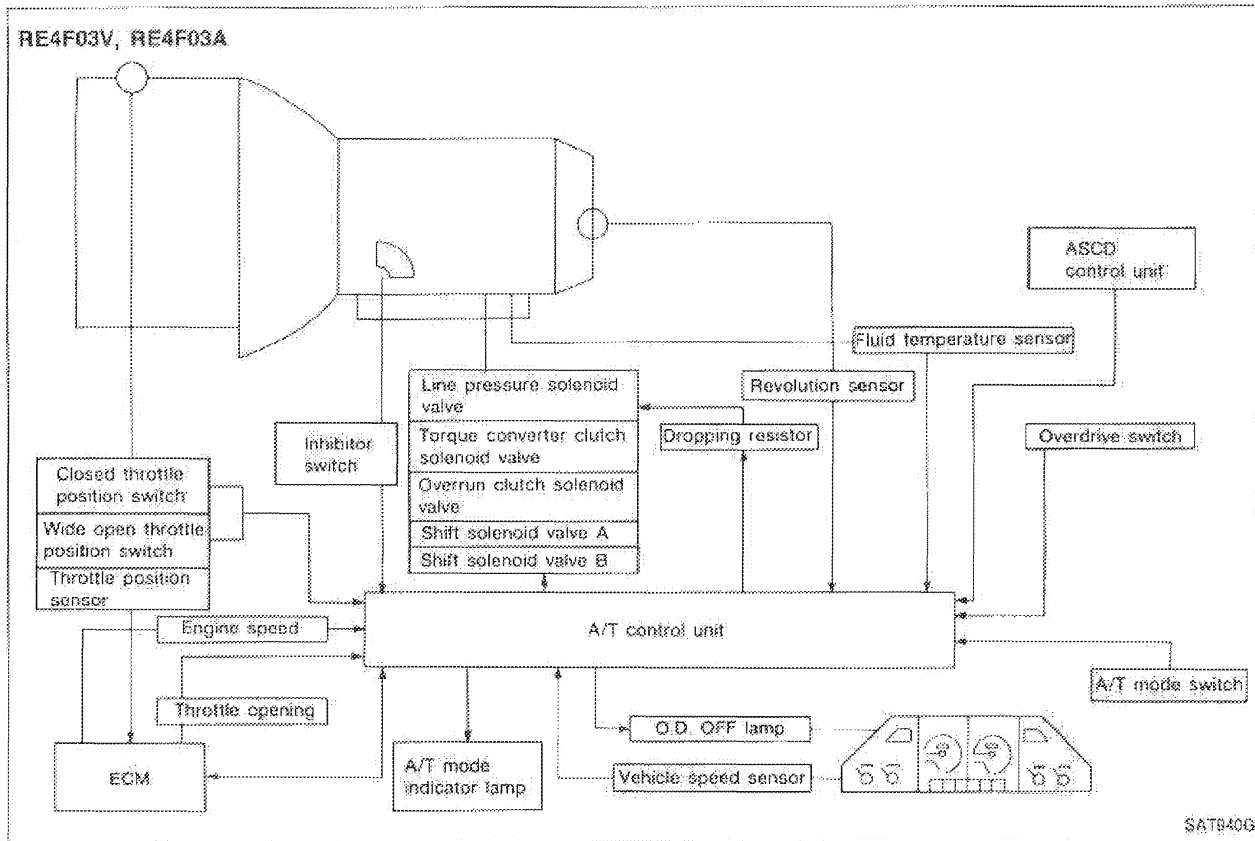 RE4F03V, RE4F03A
ASCD
control unit
Fluid temperature sensor
Line pressure solenoid
valve
Revolution sensor
Torque converter clutch
solenoid valve
Dropping resistor
Overdrive switch
Inhibitor
switch
Overrun clutch solenoid
valve
Closed throttle
position switch
Wide open throttle
position switch
Shift solenoid valve A
Shift solenoid valve B
Throttle position
sensor
Engine speed
A/T control unit
A/T mode switch
Throttle opening
O.D. OFF lamp
ECM
A/T mode
indicator lamp
Vehicle speed sensor
SAT940G